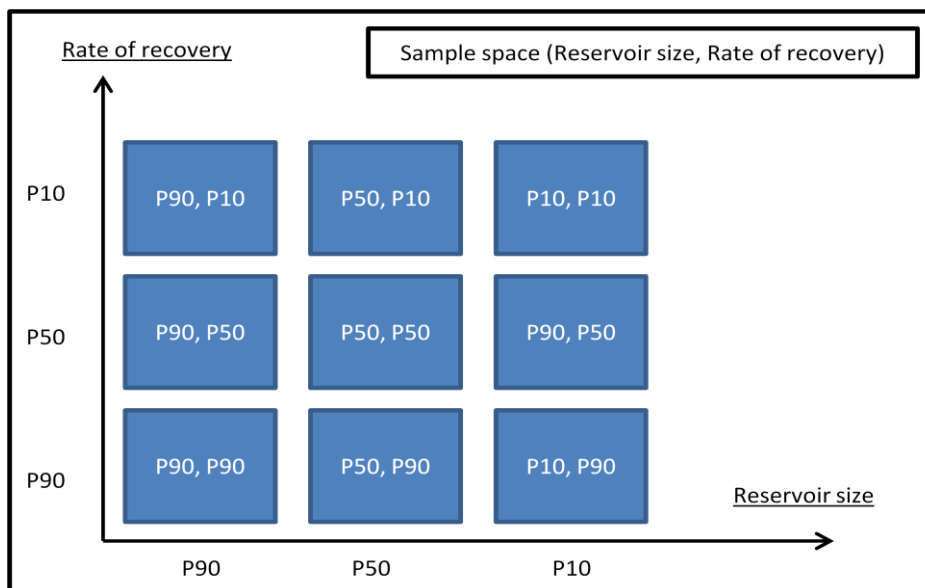 Rate of recovery
Sample space (Reservoir size, Rate of recovery)
P10
P90, P10
P50, P10
P10, P10
P50
P90, P50
P50, P50
P90, P50
P90
P90, P90
P50, P90
P10, P90
Reservoir size
P90
P50
P10